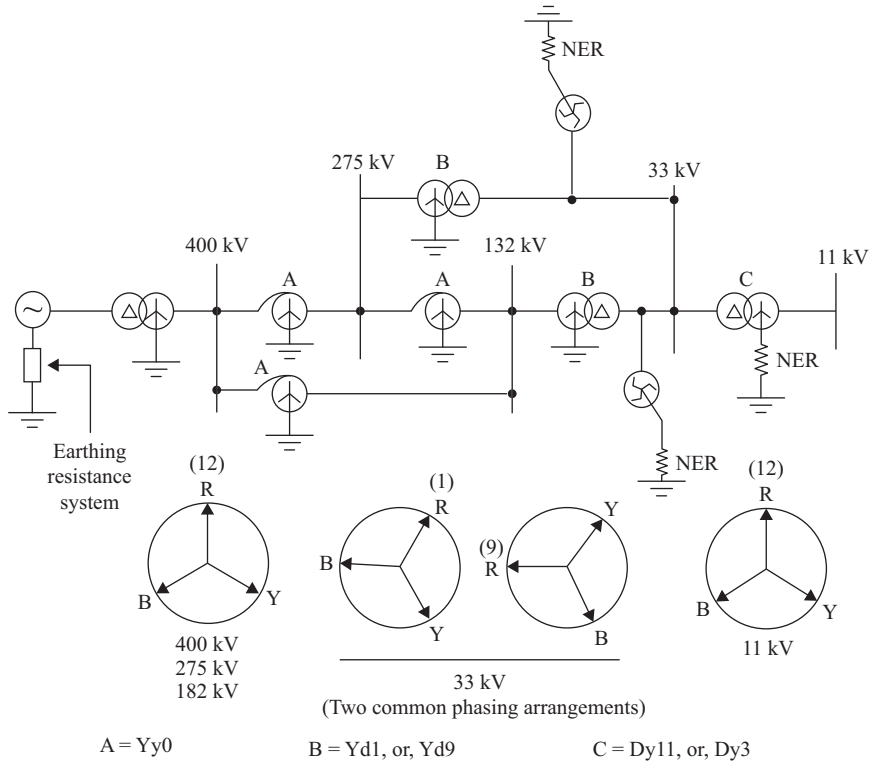 NER
275 kV
B
33 kV
400 kV
132 kV
11 kV
A
A
B
C
A
NER
NER
Earthing
resistance
system
(12)
R
B
Y
400 kV
275 kV
182 kV
(1)
R
B
Y
Y
(9)
R
B
33 kV
(Two common phasing arrangements)
(12)
R
B
Y
11 kV
A = Yy0
B = Yd1, or, Yd9
C = Dy11, or, Dy3